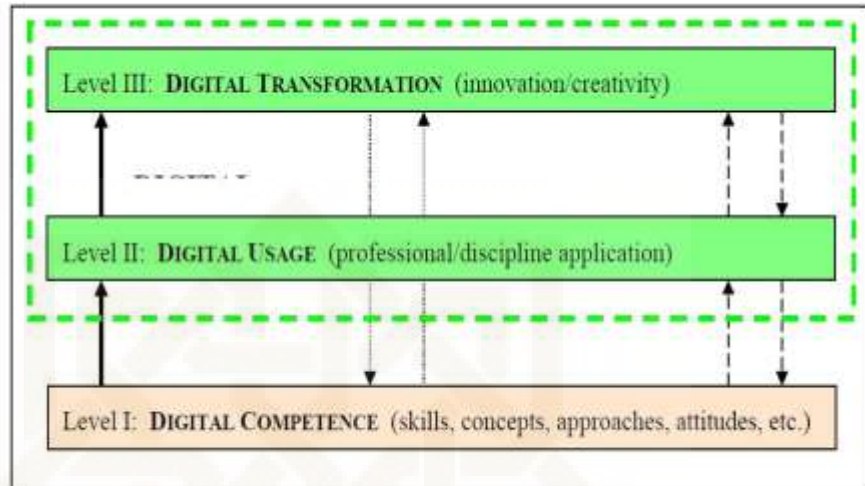 Level III: DIGITAL TRANSFORMATION (innovation/creativity)
Level II: DIGITAL USAGE (professional/discipline application)
Level I: DIGITAL COMPETENCE (skills, concepts, approaches, attitudes, etc.)